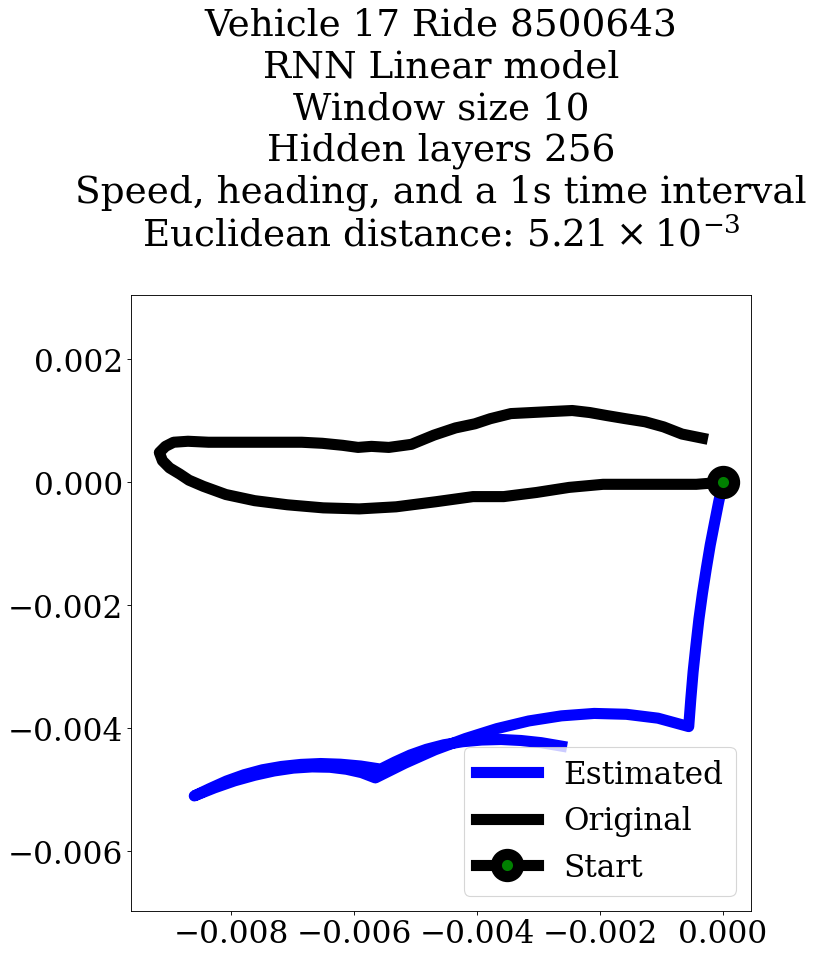 Vehicle 17 Ride 8500643
RNN Linear model
Window size 10
Hidden layers 256
Speed, heading, and a 1s time interval
Euclidean distance: 5.21 × 10⁻³
0.002
0.000
−0.002
−0.004
−0.006
Estimated
Original
Start
−0.008 −0.006 −0.004 −0.002 0.000